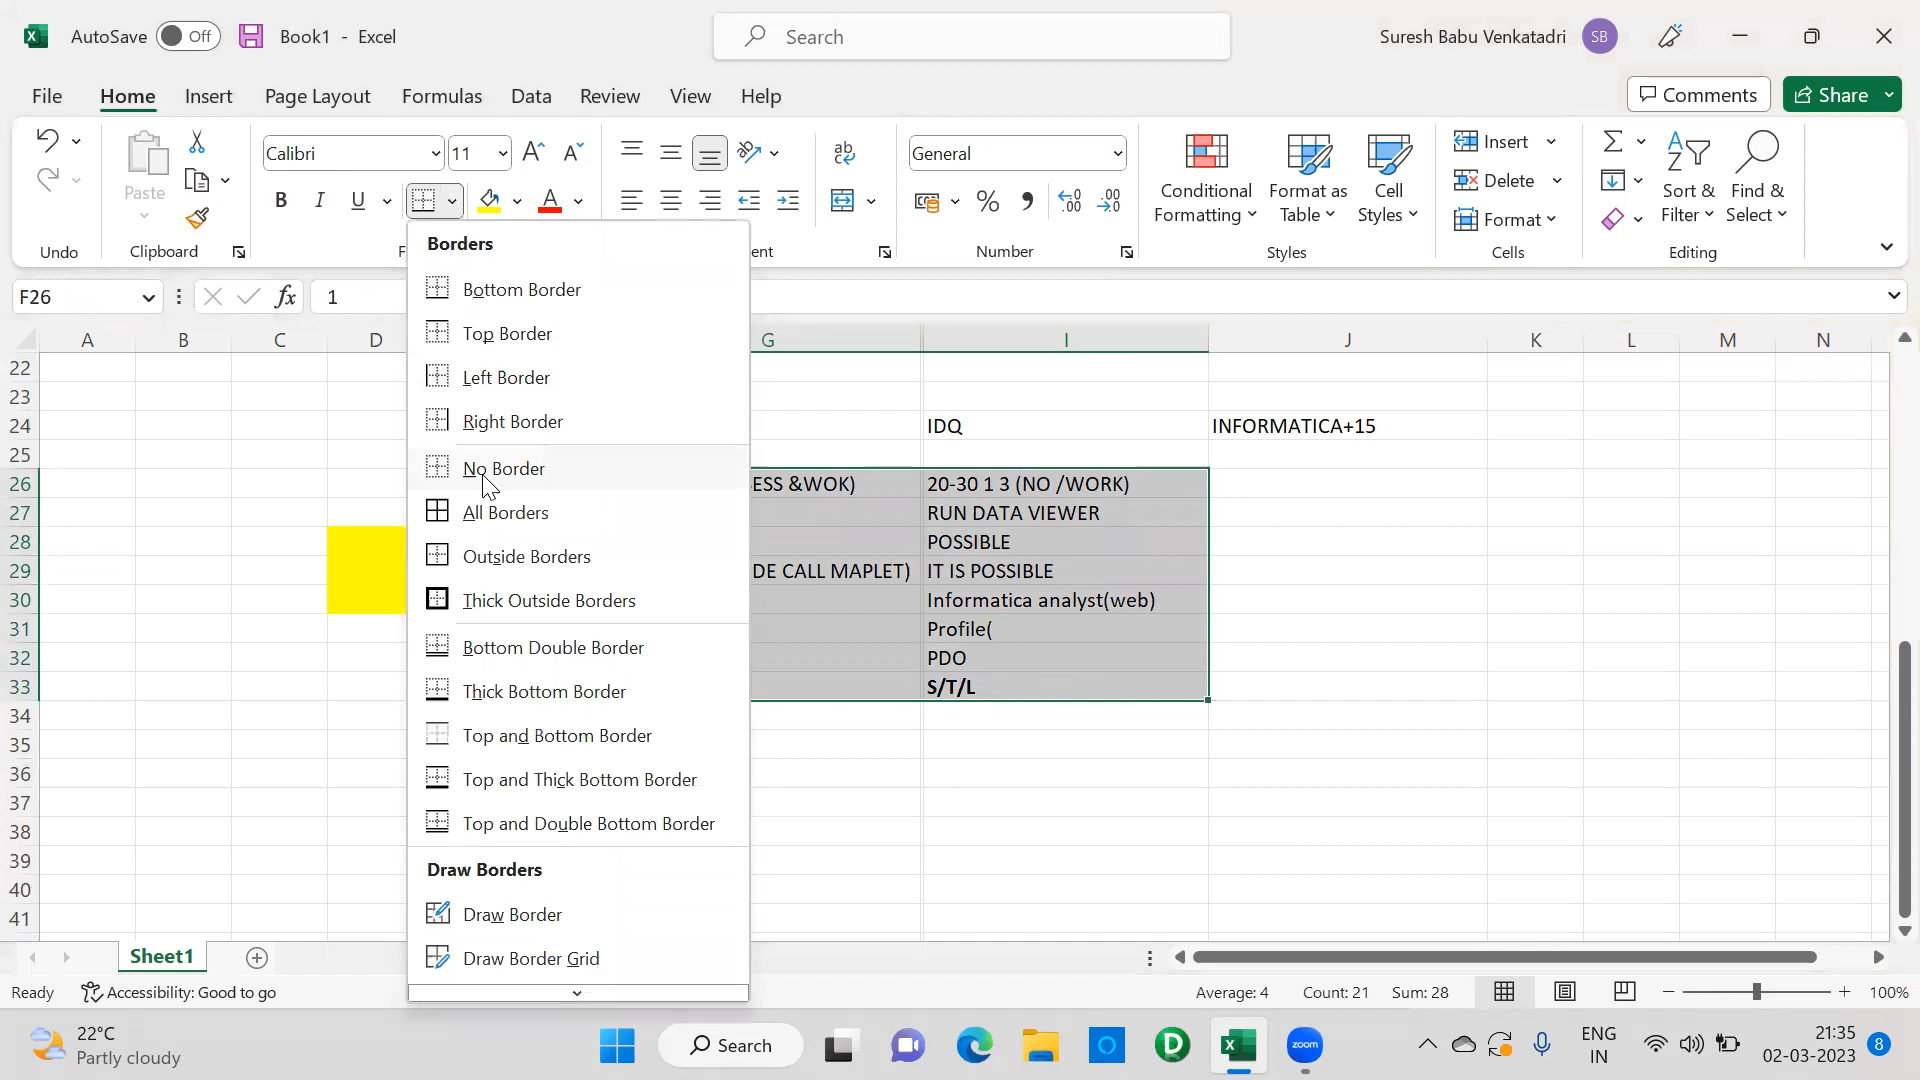 AutoSave Off Book1 - Excel Search Suresh Babu Venkatadri SB
File Home Insert Page Layout Formulas Data Review View Help Comments Share
Calibri 11 General
Paste
B I U
Conditional Formatting
Format as Table
Cell Styles
Insert
Delete
Format
Sort & Filter
Find & Select
Undo Clipboard F ent Number Styles Cells Editing
F26 fx 1
A B C D G I J K L M N
Borders
Bottom Border
Top Border
Left Border
Right Border
No Border
All Borders
Outside Borders
Thick Outside Borders
Bottom Double Border
Thick Bottom Border
Top and Bottom Border
Top and Thick Bottom Border
Top and Double Bottom Border
Draw Borders
Draw Border
Draw Border Grid
22
23
24 IDQ INFORMATICA+15
25
26 ESS &WOK) 20-30 1 3 (NO /WORK)
27 RUN DATA VIEWER
28 POSSIBLE
29 DE CALL MAPLET) IT IS POSSIBLE
30 Informatica analyst(web)
31 Profile(
32 PDO
33 S/T/L
34
35
36
37
38
39
40
41
Sheet1
Ready Accessibility: Good to go Average: 4 Count: 21 Sum: 28 100%
22°C
Partly cloudy
Search
zoom
ENG
IN
21:35
02-03-2023
8